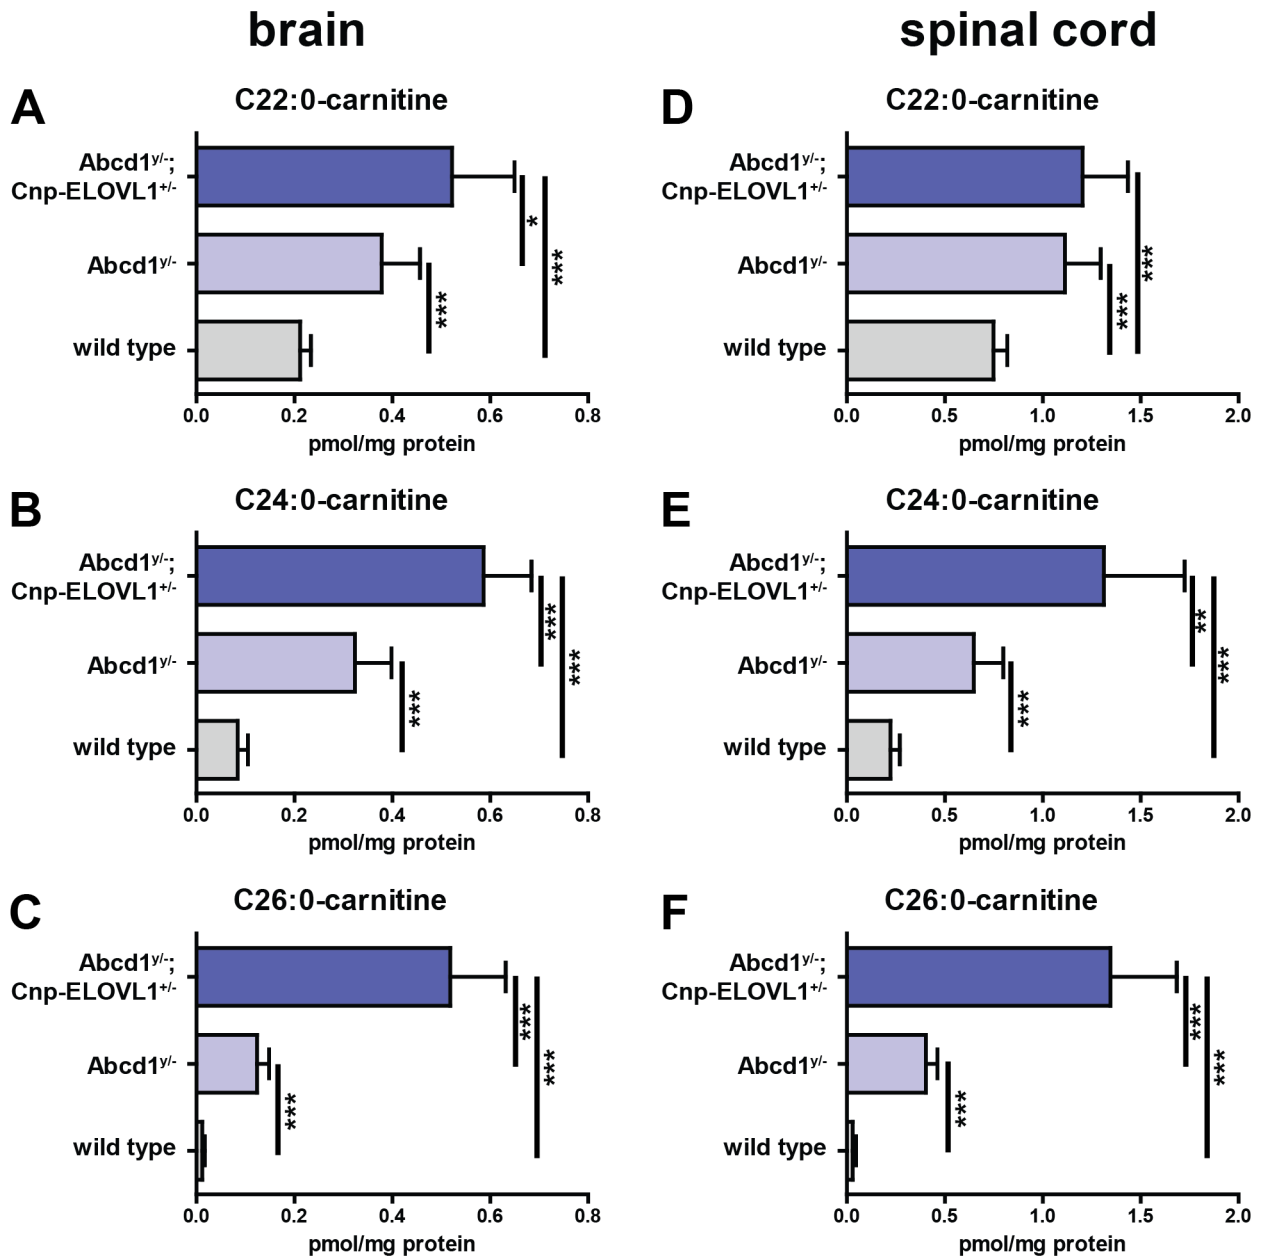 brain
spinal cord
A
C22:0-carnitine
Abcd1y/-;
Cnp-ELOVL1+/-
Abcd1y/-
wild type
*
***
***
0.0 0.2 0.4 0.6 0.8
pmol/mg protein
D
C22:0-carnitine
Abcd1y/-;
Cnp-ELOVL1+/-
Abcd1y/-
wild type
***
***
0.0 0.5 1.0 1.5 2.0
pmol/mg protein
B
C24:0-carnitine
Abcd1y/-;
Cnp-ELOVL1+/-
Abcd1y/-
wild type
***
***
***
0.0 0.2 0.4 0.6 0.8
pmol/mg protein
E
C24:0-carnitine
Abcd1y/-;
Cnp-ELOVL1+/-
Abcd1y/-
wild type
**
***
***
0.0 0.5 1.0 1.5 2.0
pmol/mg protein
C
C26:0-carnitine
Abcd1y/-;
Cnp-ELOVL1+/-
Abcd1y/-
wild type
***
***
***
0.0 0.2 0.4 0.6 0.8
pmol/mg protein
F
C26:0-carnitine
Abcd1y/-;
Cnp-ELOVL1+/-
Abcd1y/-
wild type
***
***
***
0.0 0.5 1.0 1.5 2.0
pmol/mg protein